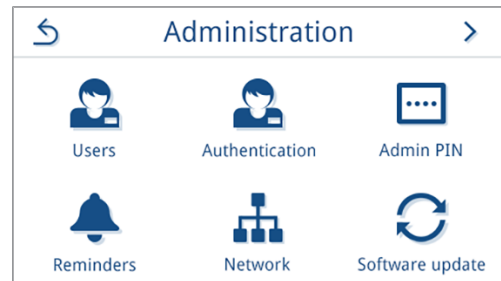 Administration
Users Authentication Admin PIN
Reminders Network Software update